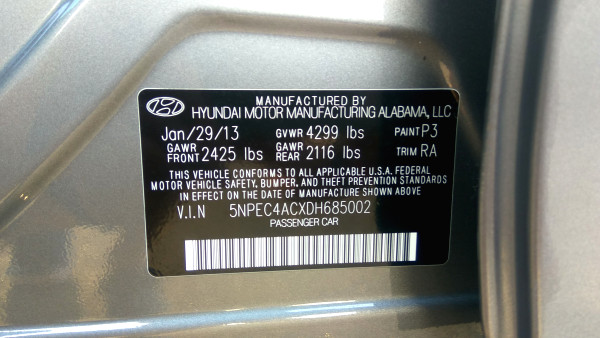 MANUFACTURED BY
HYUNDAI MOTOR MANUFACTURING ALABAMA, LLC
Jan/29/13 GVWR 4299 lbs PAINT P3
GAWR FRONT 2425 lbs GAWR REAR 2116 lbs TRIM RA
THIS VEHICLE CONFORMS TO ALL APPLICABLE U.S. FEDERAL
MOTOR VEHICLE SAFETY, BUMPER, AND THEFT PREVENTION STANDARDS
IN EFFECT ON THE DATE OF MANUFACTURE SHOWN ABOVE
V.I.N 5NPEC4ACXDH685002
PASSENGER CAR